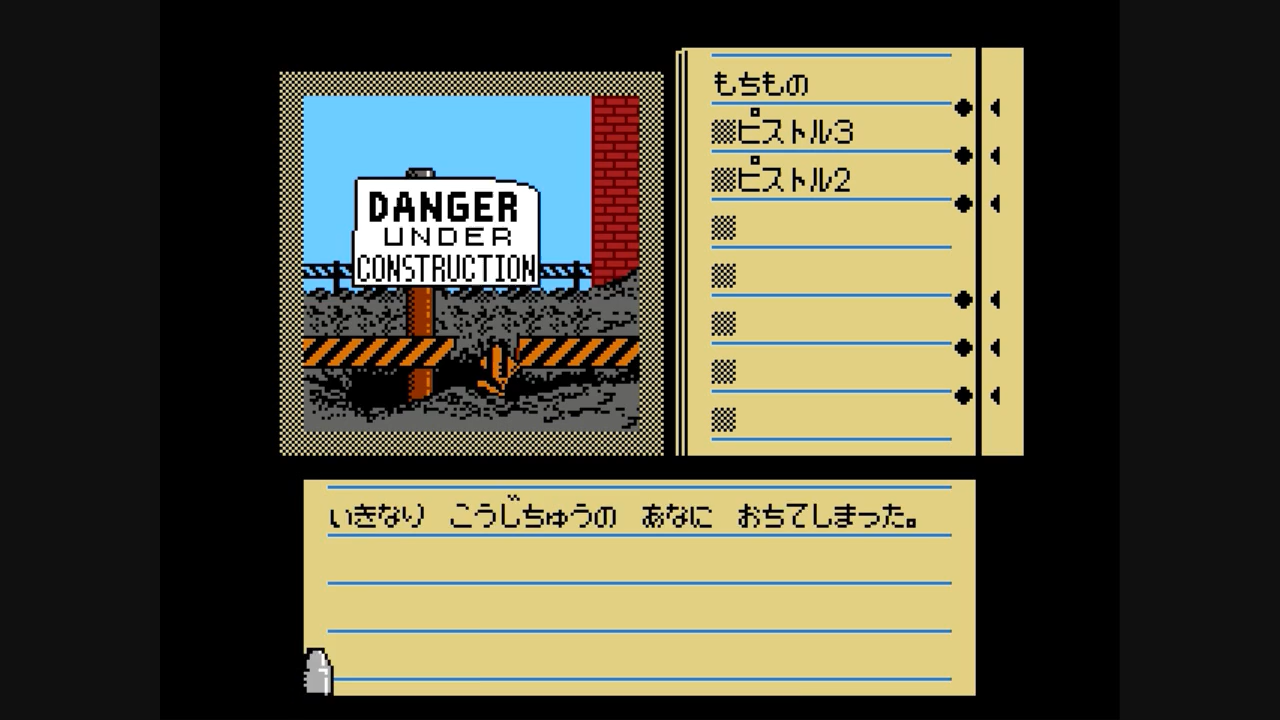 DANGER
UNDER
CONSTRUCTION
もちもの
ピストル3
ピストル2
いきなり こうじちゅうの あなに おちてしまった。